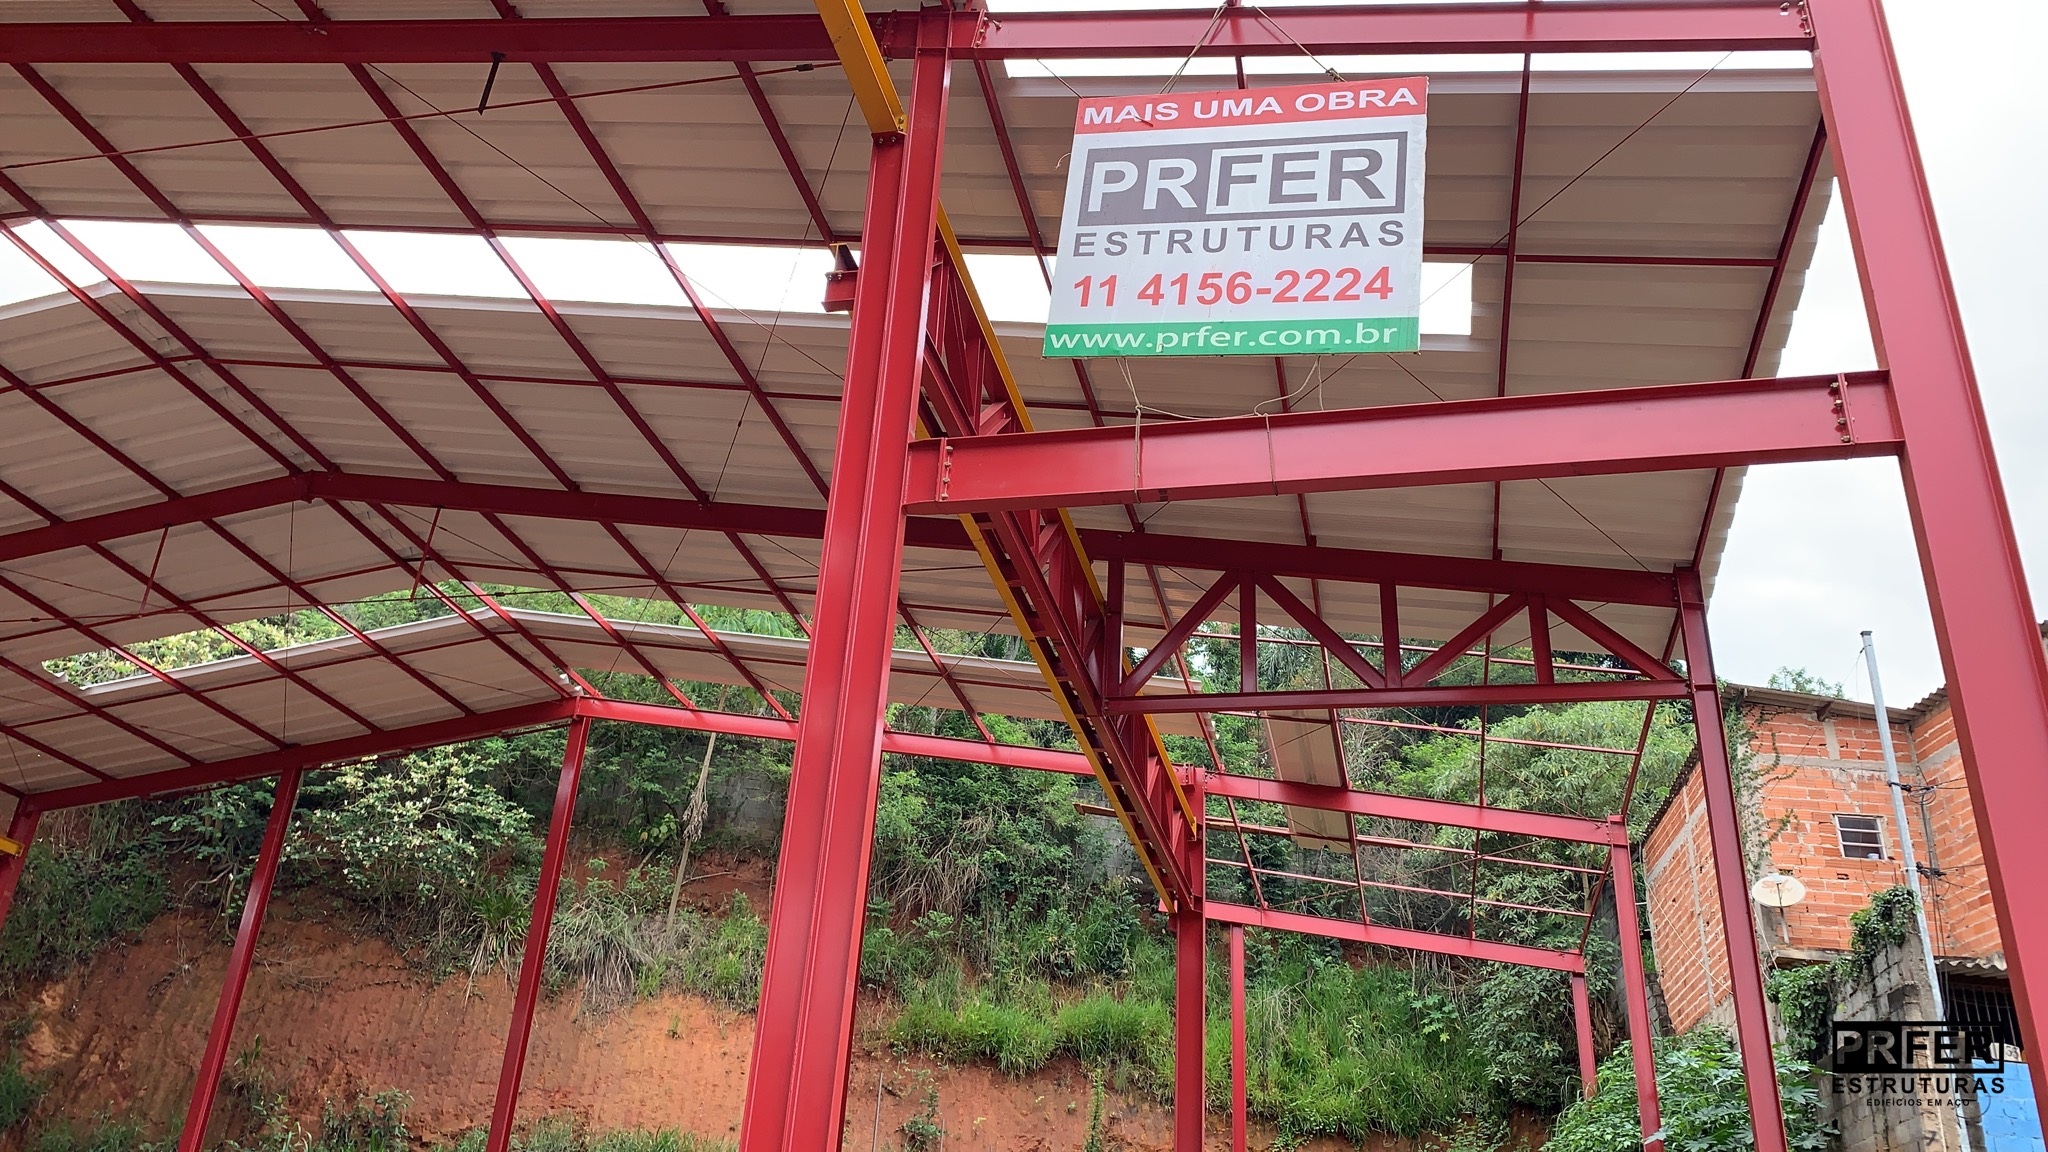 MAIS UMA OBRA
PRFER
ESTRUTURAS
11 4156-2224
www.prfer.com.br
PRFER
ESTRUTURAS
EDIFÍCIOS EM AÇO